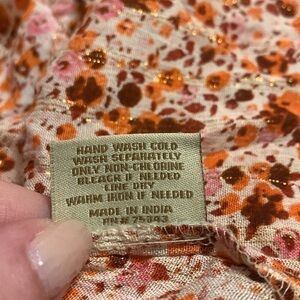 HAND WASH COLD
WASH SEPARATELY
ONLY NON-CHLORINE
BLEACH IF NEEDED
LINE DRY
WARM IRON IF NEEDED
MADE IN INDIA
RN# 75343